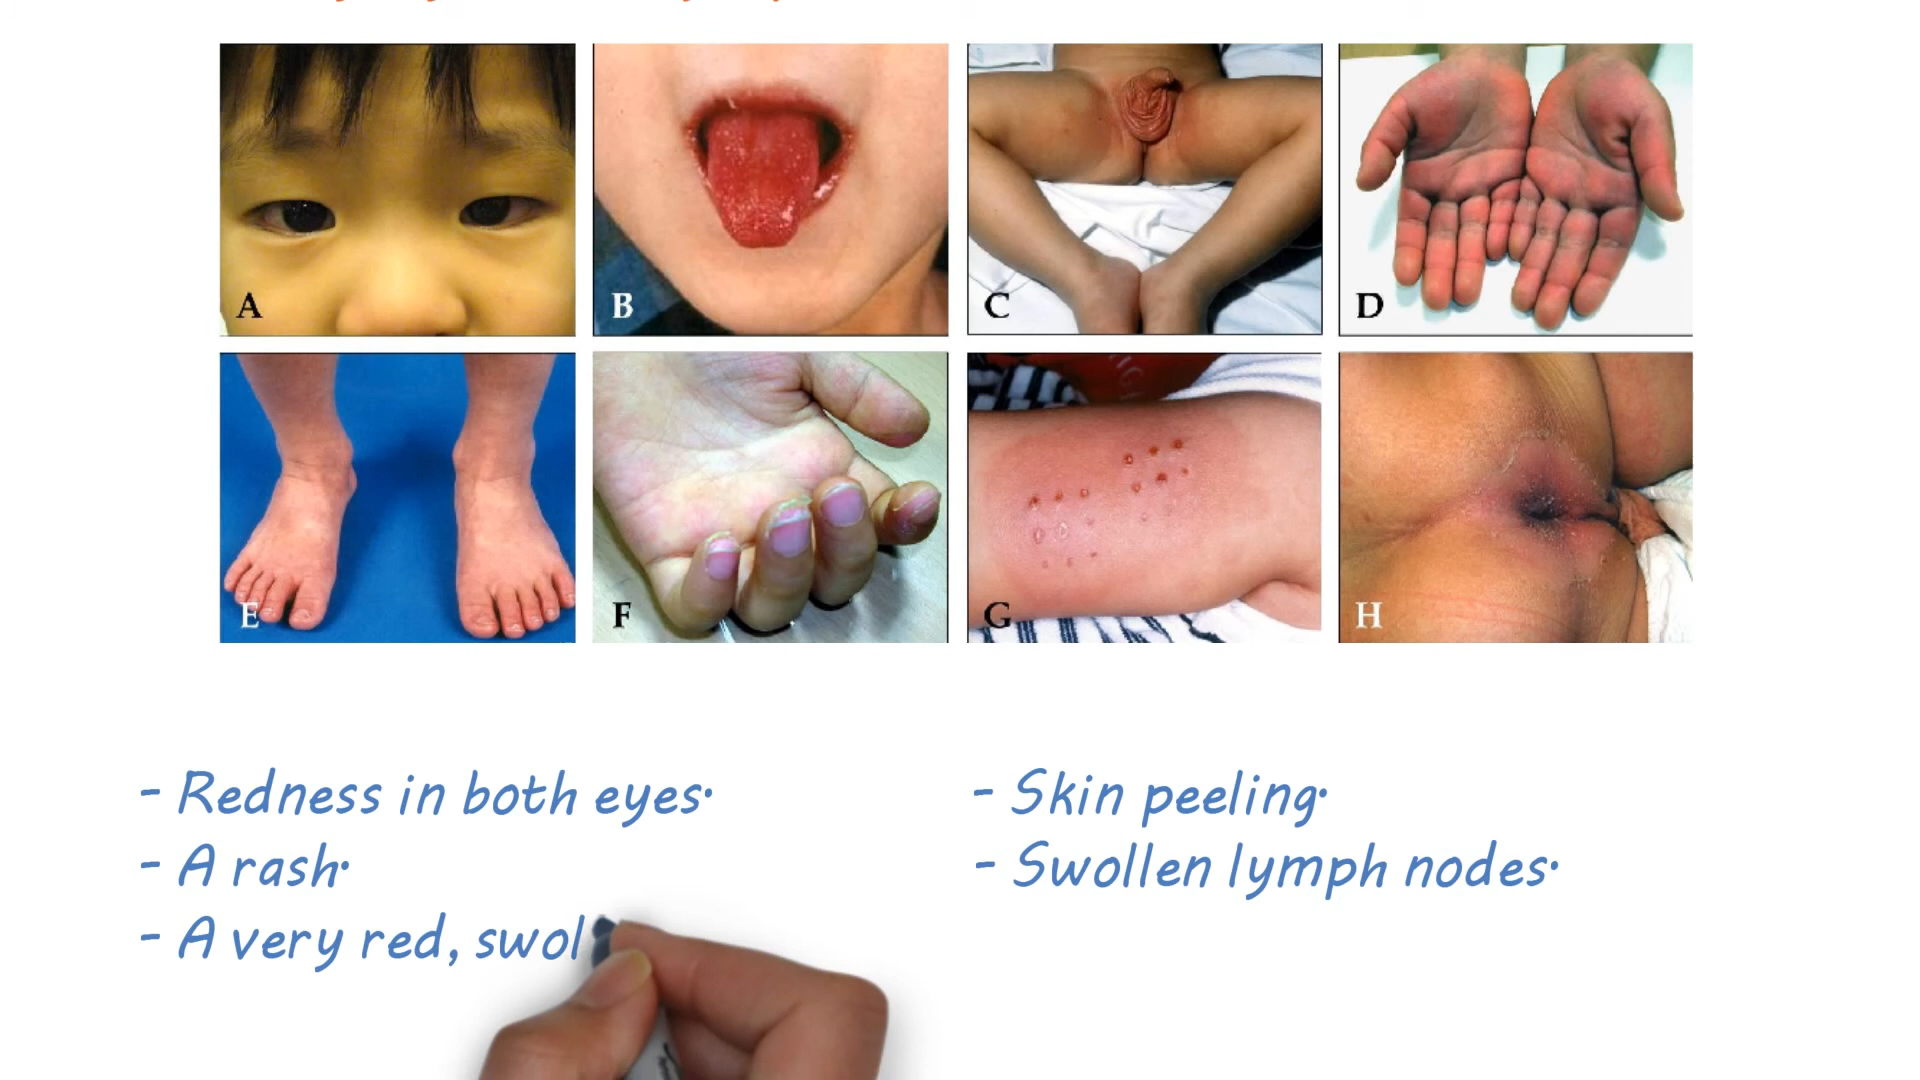 A
B
C
D
E
F
G
H
- Redness in both eyes.
- A rash.
- A very red, swol
- Skin peeling.
- Swollen lymph nodes.